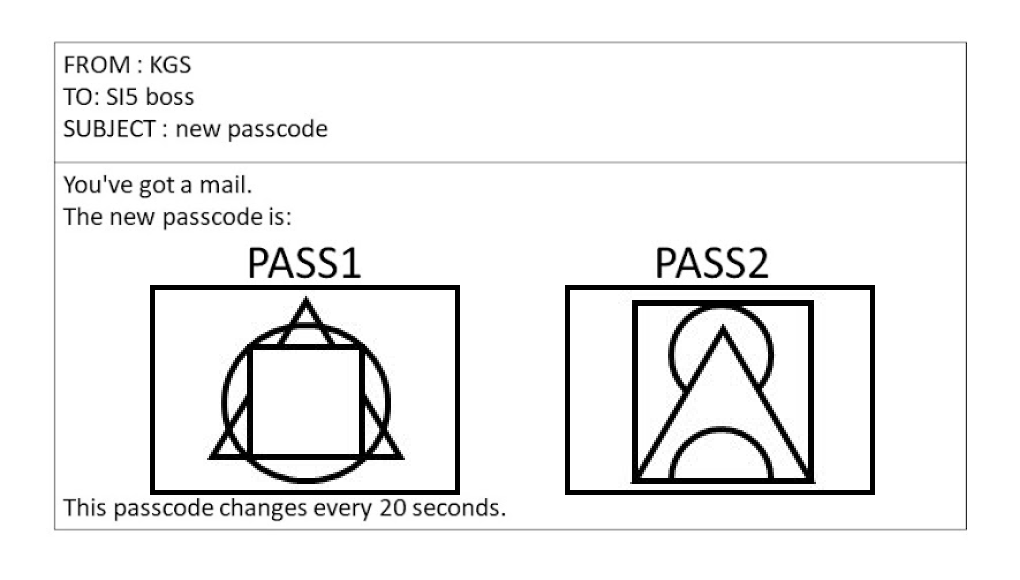 FROM : KGS
TO: SI5 boss
SUBJECT : new passcode
You've got a mail.
The new passcode is:
PASS1 PASS2
This passcode changes every 20 seconds.